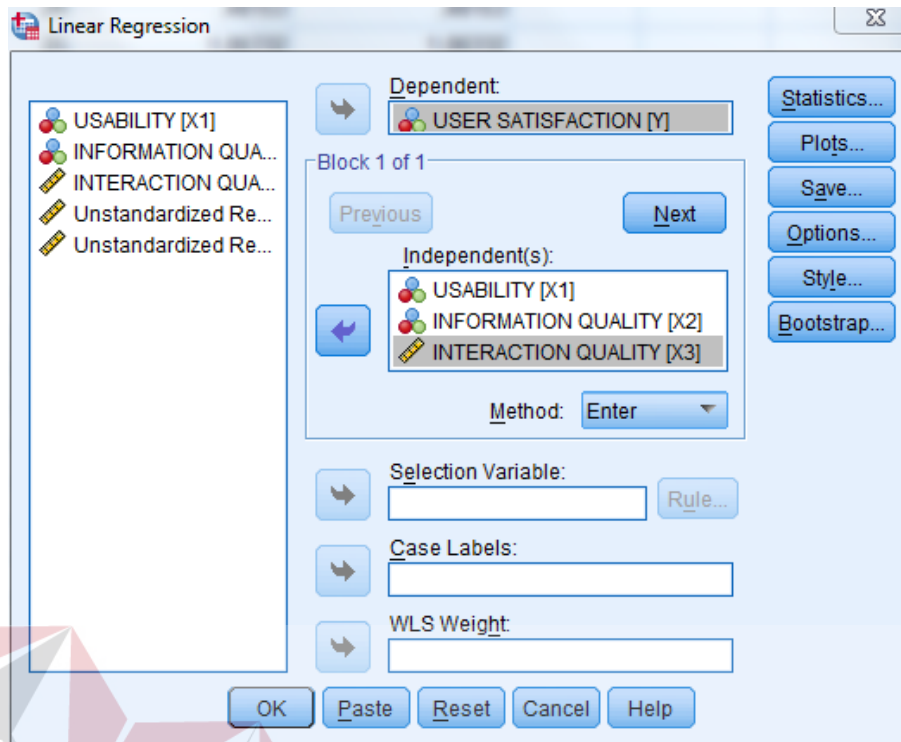 Linear Regression
USABILITY [X1]
INFORMATION QUA...
INTERACTION QUA...
Unstandardized Re...
Unstandardized Re...
Dependent:
USER SATISFACTION [Y]
Block 1 of 1
Previous
Next
Independent(s):
USABILITY [X1]
INFORMATION QUALITY [X2]
INTERACTION QUALITY [X3]
Method:
Enter
Selection Variable:
Rule...
Case Labels:
WLS Weight:
Statistics...
Plots...
Save...
Options...
Style...
Bootstrap...
OK
Paste
Reset
Cancel
Help